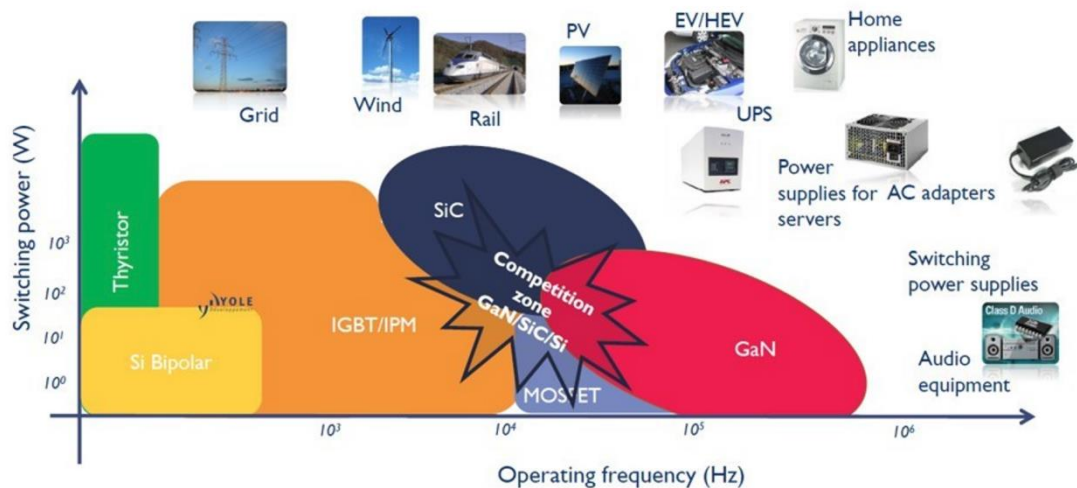 PV
EV/HEV
Home
appliances
Grid
Wind
Rail
UPS
Power
supplies for AC adapters
servers
Switching power (W)
10³
10²
10¹
10⁰
Thyristor
YOLE
Si Bipolar
IGBT/IPM
SiC
Competition
zone
GaN/SiC/Si
MOSFET
GaN
Switching
power supplies
Class D Audio
Audio
equipment
10³
10⁴
10⁵
10⁶
Operating frequency (Hz)